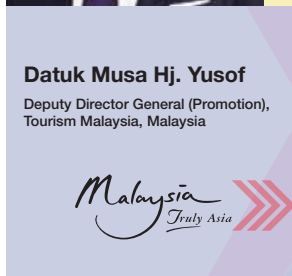 Datuk Musa Hj. Yusof
Deputy Director General (Promotion),
Tourism Malaysia, Malaysia
Malaysia
Truly Asia